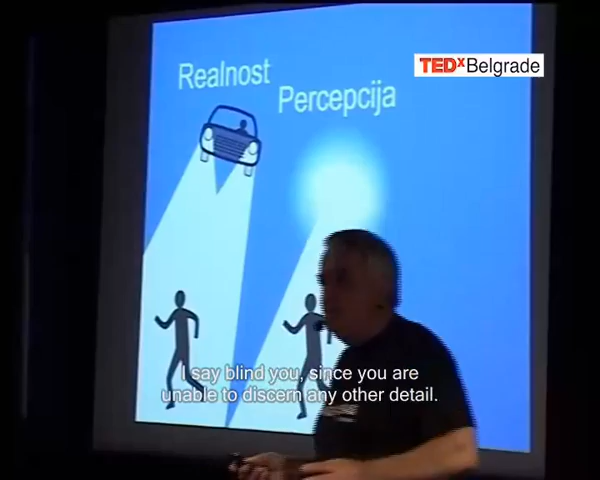 TEDxBelgrade
Realnost
Percepcija
I say blind you, since you are
unable to discern any other detail.